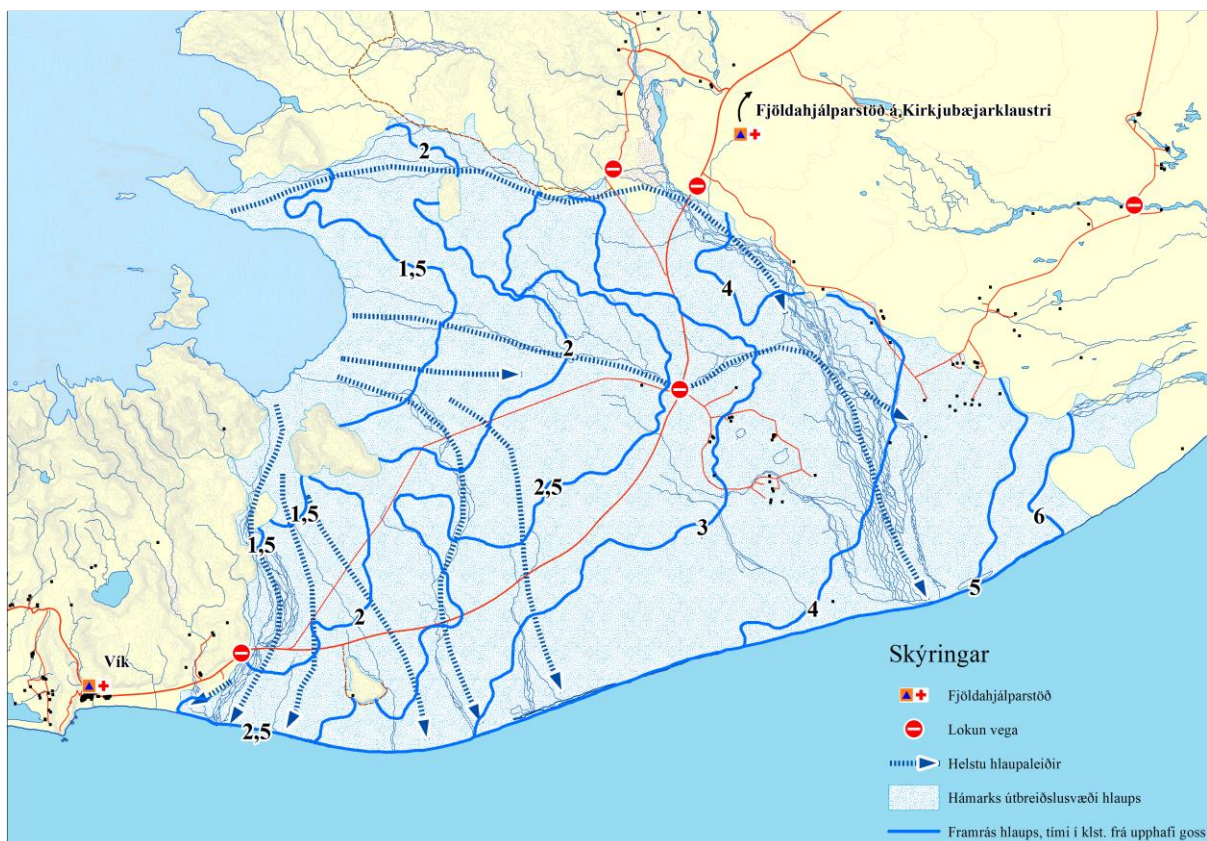 Fjöldahjálparstöð á Kirkjubæjarklaustri
2
1,5
4
2
2,5
1,5
1,5
3
6
2
4
5
Vík
2,5
Skýringar
Fjöldahjálparstöð
Lokun vega
Helstu hlaupaleiðir
Hámarks útbreiðslusvæði hlaups
Framrás hlaups, tími í klst. frá upphafi goss